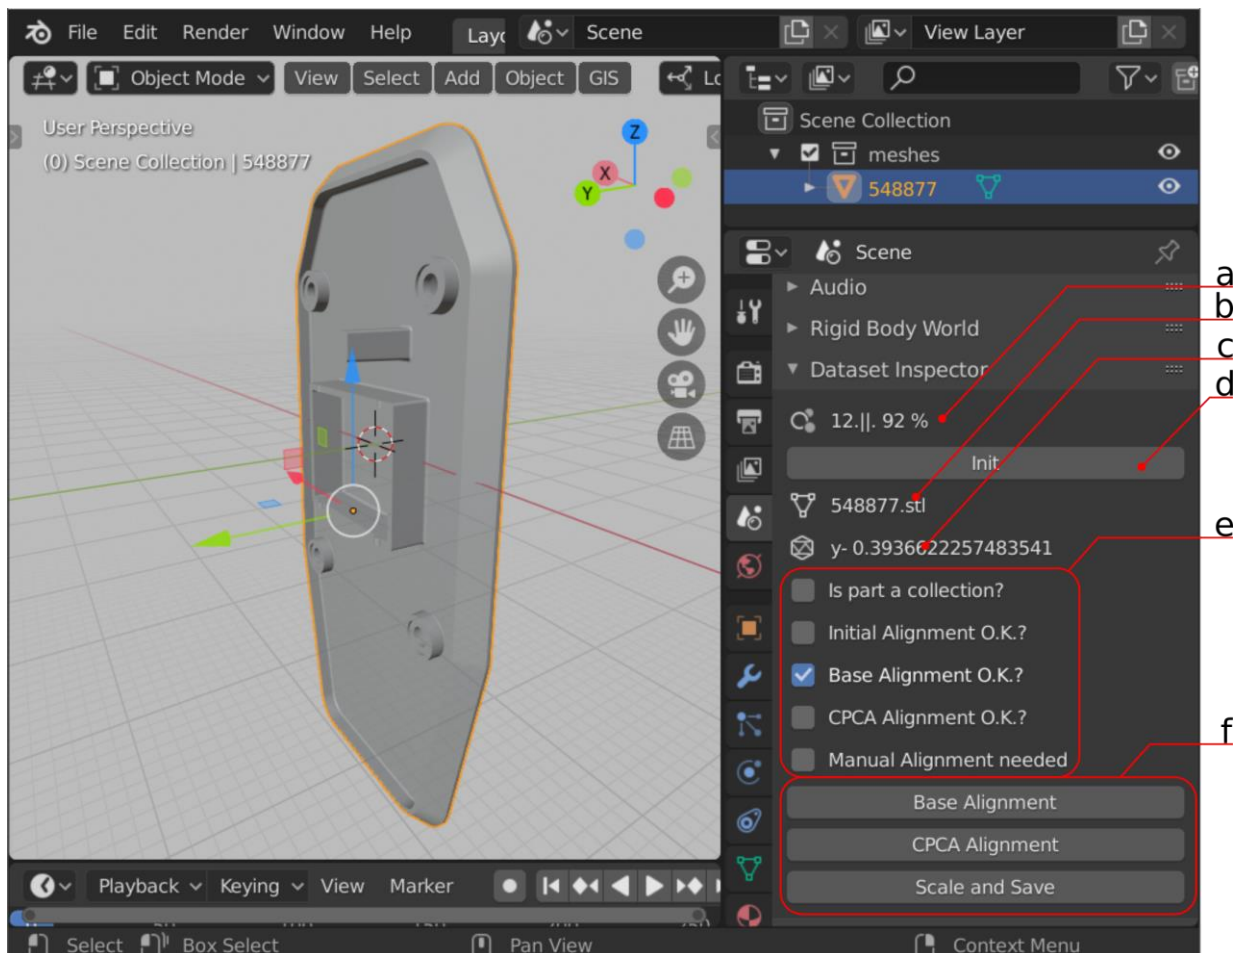 File Edit Render Window Help Layo Scene View Layer
Object Mode View Select Add Object GIS Lo
User Perspective
(0) Scene Collection | 548877
Z
X
Y
Scene Collection
meshes
548877
Scene
Audio
Rigid Body World
Dataset Inspector
12.||. 92 %
Init
548877.stl
y- 0.3936622257483541
Is part a collection?
Initial Alignment O.K.?
Base Alignment O.K.?
CPCA Alignment O.K.?
Manual Alignment needed
Base Alignment
CPCA Alignment
Scale and Save
a
b
c
d
e
f
Playback Keying View Marker
Select Box Select Pan View Context Menu